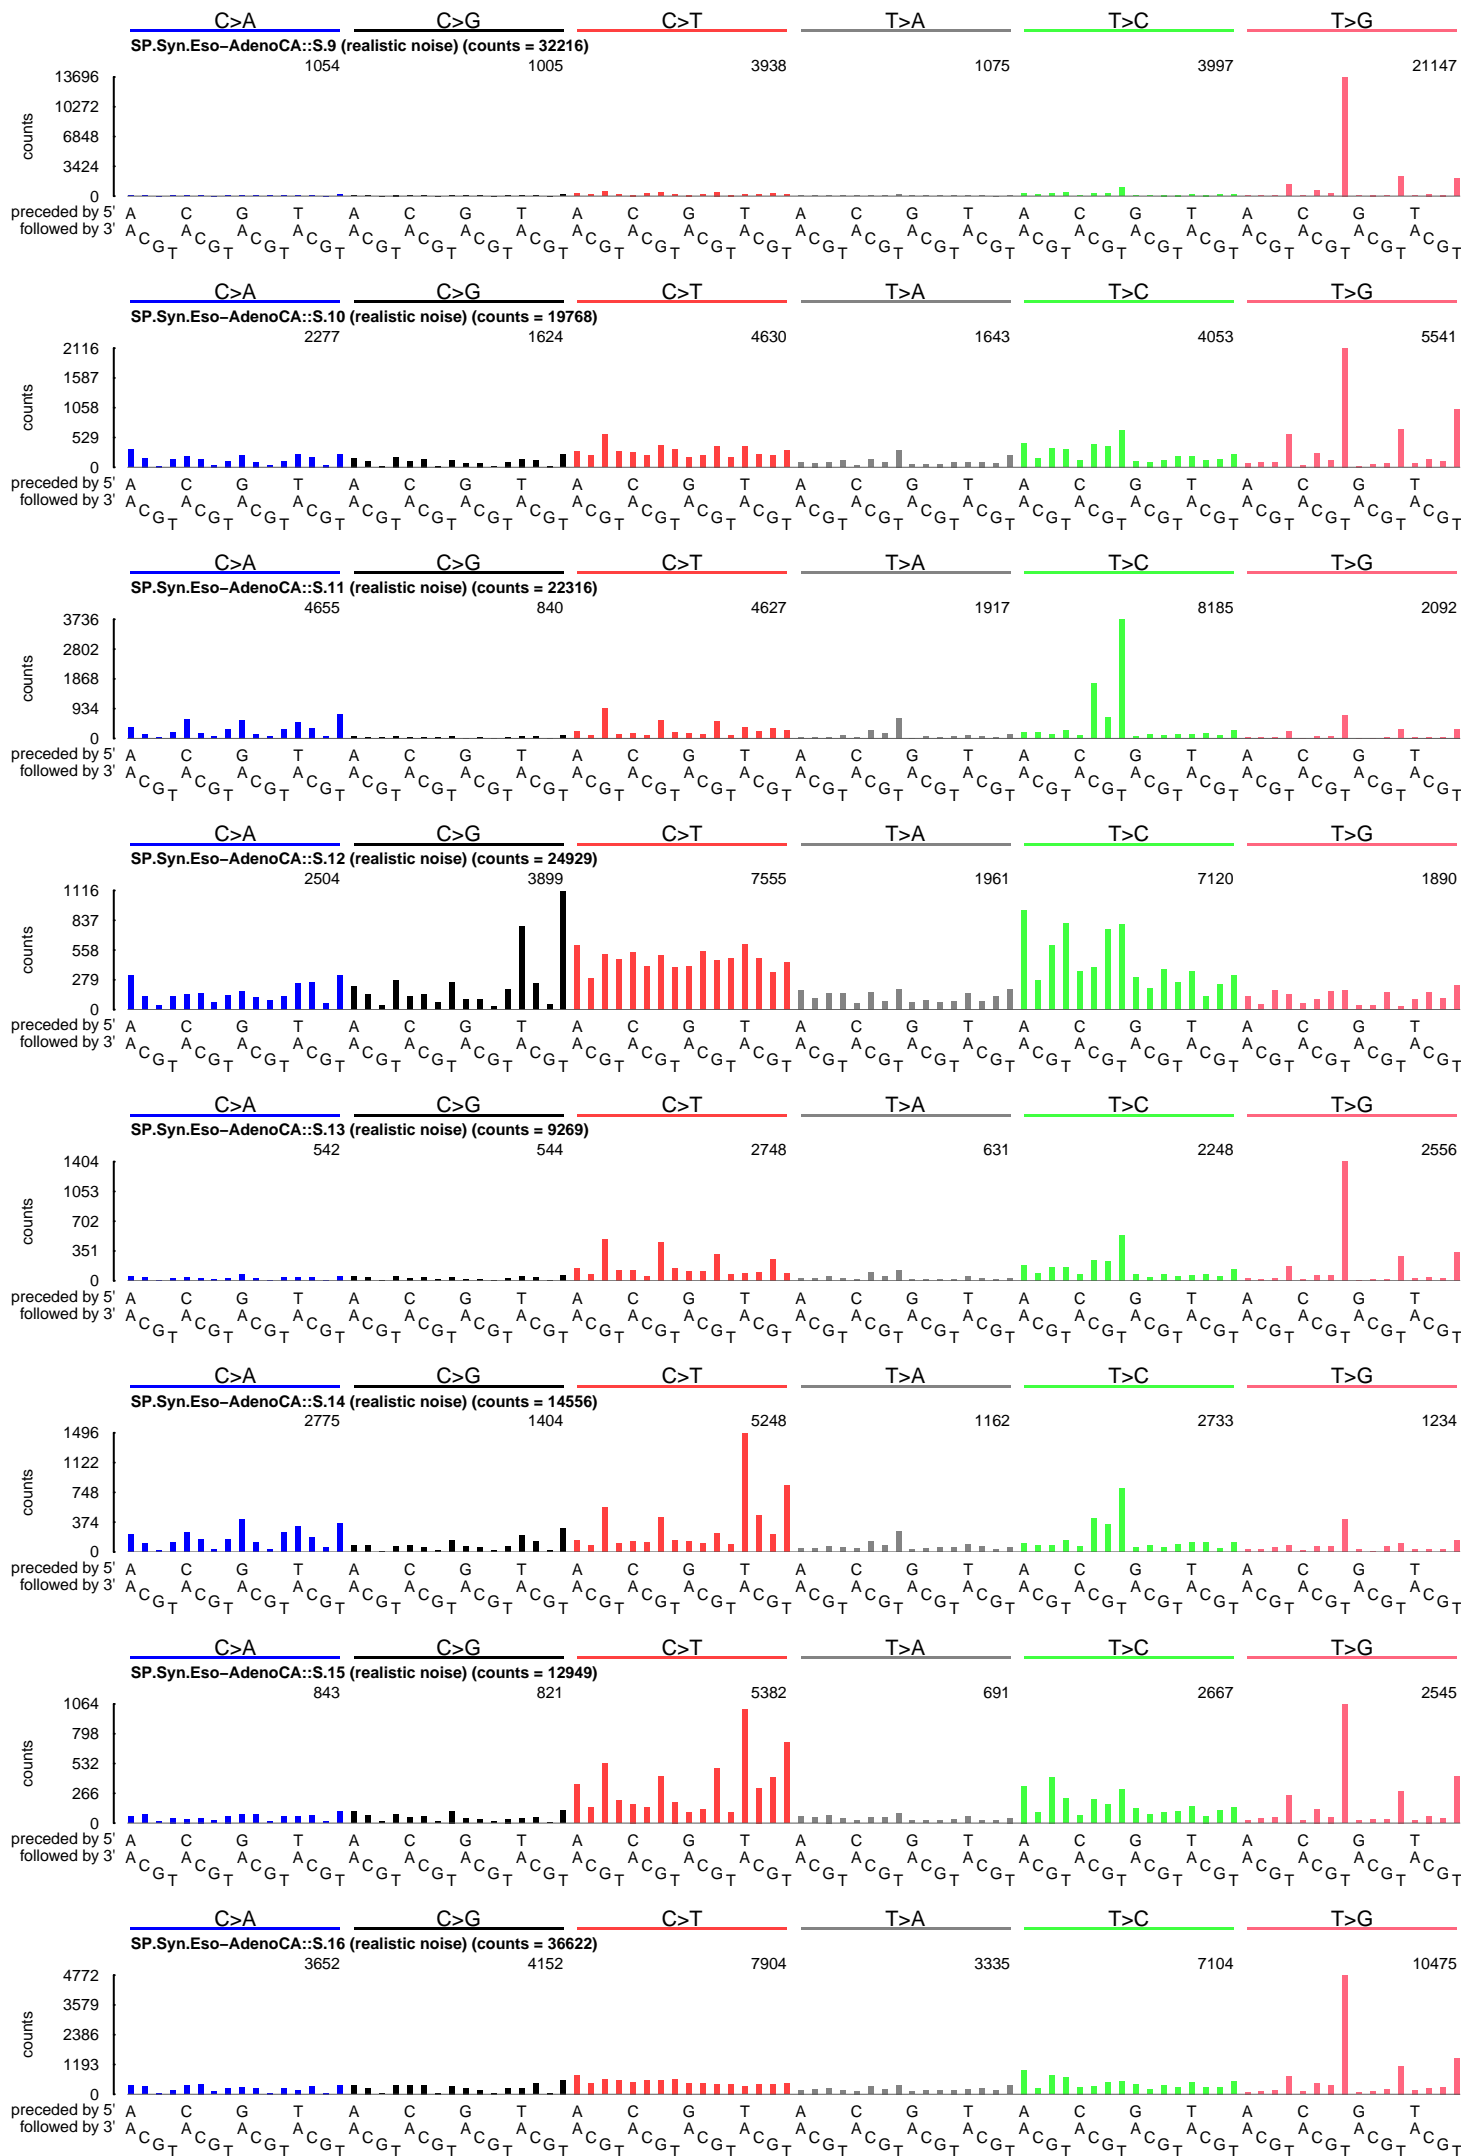 C>A C>G C>T T>A T>C T>G
SP.Syn.Eso−AdenoCA::S.9 (realistic noise) (counts = 32216)
1054 1005 3938 1075 3997 21147
13696
10272
6848
3424
0
counts
preceded by 5' A C G T A C G T A C G T A C G T A C G T A C G T
followed by 3' A C G T A C G T A C G T A C G T A C G T A C G T A C G T A C G T A C G T A C G T A C G T A C G T A C G T A C G T A C G T A C G T A C G T A C G T A C G T A C G T A C G T A C G T A C G T A C G T
C>A C>G C>T T>A T>C T>G
SP.Syn.Eso−AdenoCA::S.10 (realistic noise) (counts = 19768)
2277 1624 4630 1643 4053 5541
2116
1587
1058
529
0
counts
preceded by 5' A C G T A C G T A C G T A C G T A C G T A C G T
followed by 3' A C G T A C G T A C G T A C G T A C G T A C G T A C G T A C G T A C G T A C G T A C G T A C G T A C G T A C G T A C G T A C G T A C G T A C G T A C G T A C G T A C G T A C G T A C G T A C G T
C>A C>G C>T T>A T>C T>G
SP.Syn.Eso−AdenoCA::S.11 (realistic noise) (counts = 22316)
4655 840 4627 1917 8185 2092
3736
2802
1868
934
0
counts
preceded by 5' A C G T A C G T A C G T A C G T A C G T A C G T
followed by 3' A C G T A C G T A C G T A C G T A C G T A C G T A C G T A C G T A C G T A C G T A C G T A C G T A C G T A C G T A C G T A C G T A C G T A C G T A C G T A C G T A C G T A C G T A C G T A C G T
C>A C>G C>T T>A T>C T>G
SP.Syn.Eso−AdenoCA::S.12 (realistic noise) (counts = 24929)
2504 3899 7555 1961 7120 1890
1116
837
558
279
0
counts
preceded by 5' A C G T A C G T A C G T A C G T A C G T A C G T
followed by 3' A C G T A C G T A C G T A C G T A C G T A C G T A C G T A C G T A C G T A C G T A C G T A C G T A C G T A C G T A C G T A C G T A C G T A C G T A C G T A C G T A C G T A C G T A C G T A C G T
C>A C>G C>T T>A T>C T>G
SP.Syn.Eso−AdenoCA::S.13 (realistic noise) (counts = 9269)
542 544 2748 631 2248 2556
1404
1053
702
351
0
counts
preceded by 5' A C G T A C G T A C G T A C G T A C G T A C G T
followed by 3' A C G T A C G T A C G T A C G T A C G T A C G T A C G T A C G T A C G T A C G T A C G T A C G T A C G T A C G T A C G T A C G T A C G T A C G T A C G T A C G T A C G T A C G T A C G T A C G T
C>A C>G C>T T>A T>C T>G
SP.Syn.Eso−AdenoCA::S.14 (realistic noise) (counts = 14556)
2775 1404 5248 1162 2733 1234
1496
1122
748
374
0
counts
preceded by 5' A C G T A C G T A C G T A C G T A C G T A C G T
followed by 3' A C G T A C G T A C G T A C G T A C G T A C G T A C G T A C G T A C G T A C G T A C G T A C G T A C G T A C G T A C G T A C G T A C G T A C G T A C G T A C G T A C G T A C G T A C G T A C G T
C>A C>G C>T T>A T>C T>G
SP.Syn.Eso−AdenoCA::S.15 (realistic noise) (counts = 12949)
843 821 5382 691 2667 2545
1064
798
532
266
0
counts
preceded by 5' A C G T A C G T A C G T A C G T A C G T A C G T
followed by 3' A C G T A C G T A C G T A C G T A C G T A C G T A C G T A C G T A C G T A C G T A C G T A C G T A C G T A C G T A C G T A C G T A C G T A C G T A C G T A C G T A C G T A C G T A C G T A C G T
C>A C>G C>T T>A T>C T>G
SP.Syn.Eso−AdenoCA::S.16 (realistic noise) (counts = 36622)
3652 4152 7904 3335 7104 10475
4772
3579
2386
1193
0
counts
preceded by 5' A C G T A C G T A C G T A C G T A C G T A C G T
followed by 3' A C G T A C G T A C G T A C G T A C G T A C G T A C G T A C G T A C G T A C G T A C G T A C G T A C G T A C G T A C G T A C G T A C G T A C G T A C G T A C G T A C G T A C G T A C G T A C G T